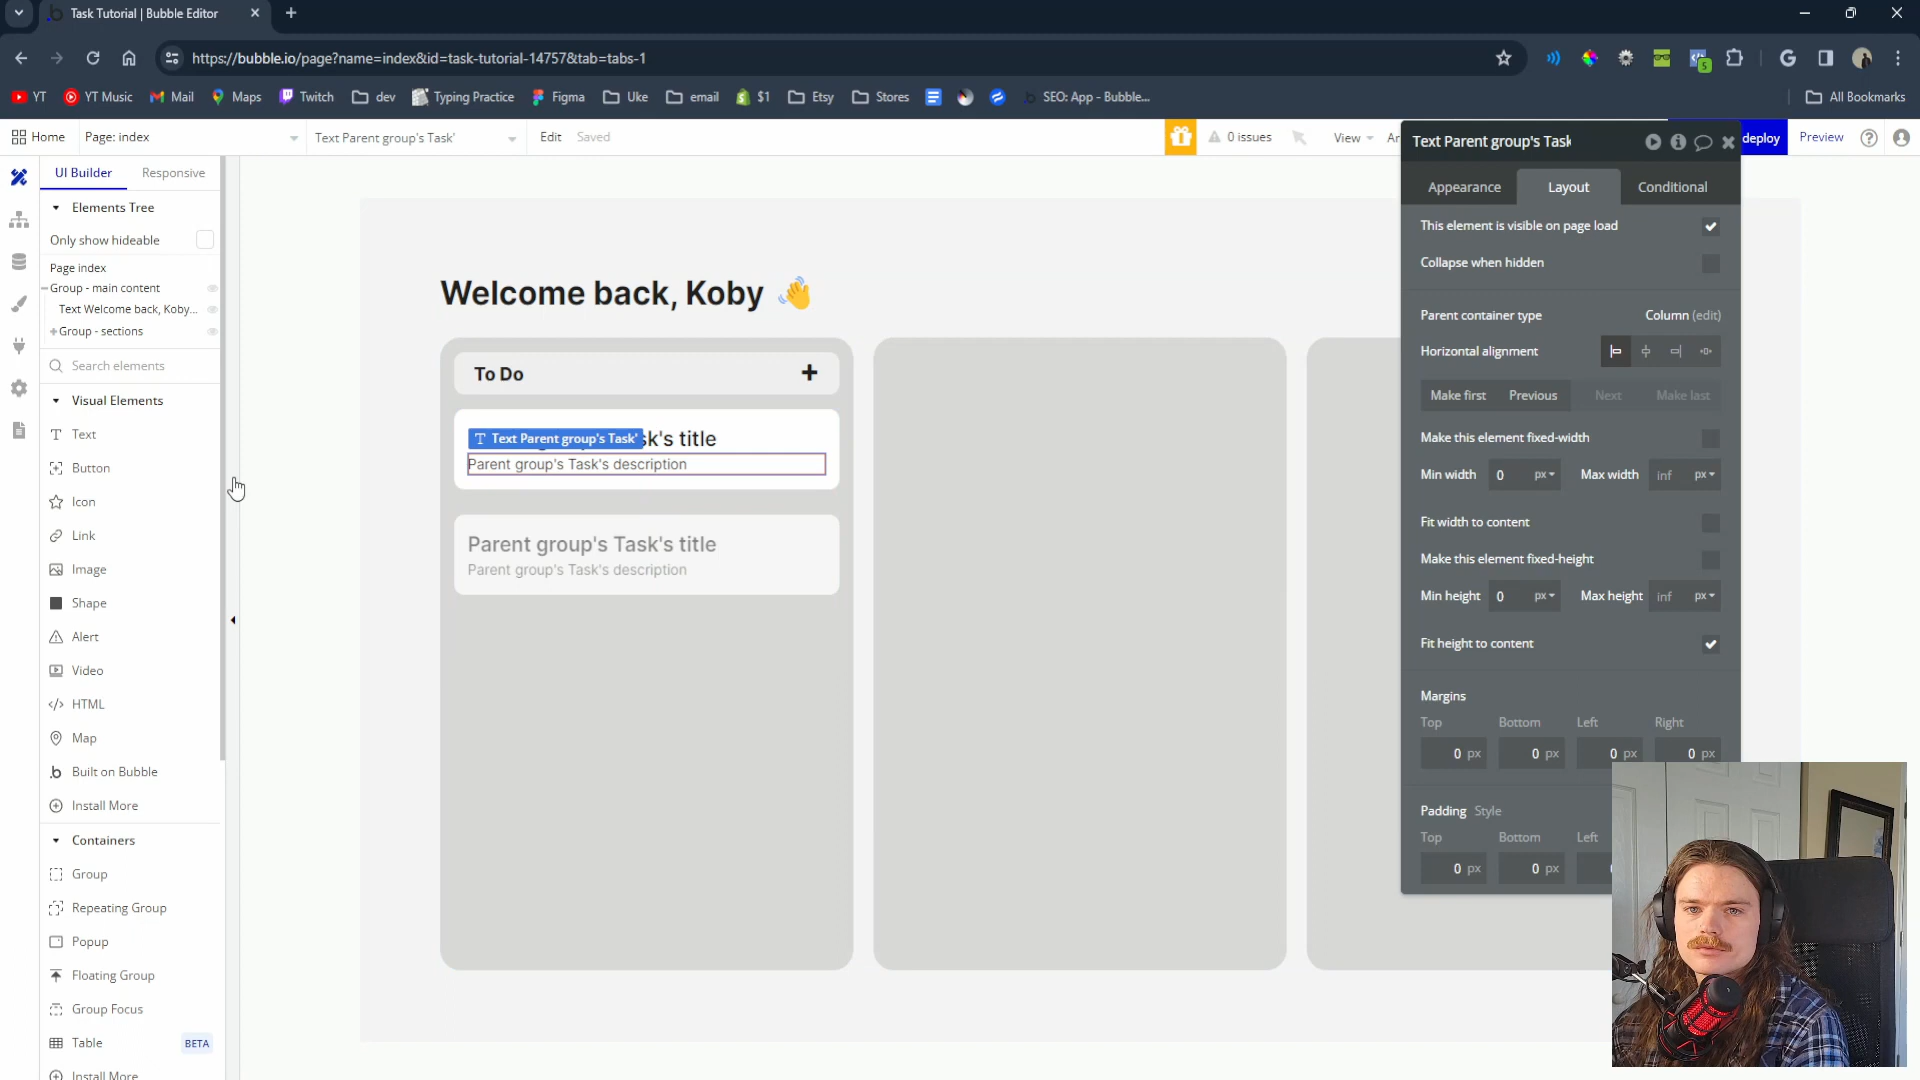 Task Tutorial | Bubble Editor
https://bubble.io/page?name=index&id=task-tutorial-14757&tab=tabs-1
YT
YT Music
Mail
Maps
Twitch
dev
Typing Practice
Figma
Uke
email
$1
Etsy
Stores
SEO: App - Bubble...
All Bookmarks
Home
Page: index
Text Parent group's Task'
Edit
Saved
0 issues
View
Ar
deploy
Preview
UI Builder
Responsive
Elements Tree
Only show hideable
Page index
Group - main content
Text Welcome back, Koby...
Group - sections
Search elements
Visual Elements
Text
Button
Icon
Link
Image
Shape
Alert
Video
HTML
Map
Built on Bubble
Install More
Containers
Group
Repeating Group
Popup
Floating Group
Group Focus
Table
BETA
Install More
Welcome back, Koby 👋
To Do
+
Text Parent group's Task'
k's title
Parent group's Task's description
Parent group's Task's title
Parent group's Task's description
Text Parent group's Task
Appearance
Layout
Conditional
This element is visible on page load
Collapse when hidden
Parent container type
Column (edit)
Horizontal alignment
Make first
Previous
Next
Make last
Make this element fixed-width
Min width
0
px
Max width
inf
px
Fit width to content
Make this element fixed-height
Min height
0
px
Max height
inf
px
Fit height to content
Margins
Top
Bottom
Left
Right
0 px
0 px
0 px
0 px
Padding Style
Top
Bottom
Left
0 px
0 px